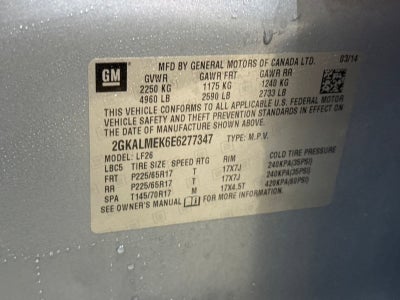 GM
MFD BY GENERAL MOTORS OF CANADA LTD. 03/14
GVWR GAWR FRT GAWR RR
2250 KG 1175 KG 1240 KG
4960 LB 2590 LB 2733 LB
THIS VEHICLE CONFORMS TO ALL APPLICABLE U.S. FEDERAL MOTOR
VEHICLE SAFETY AND THEFT PREVENTION STANDARDS IN EFFECT ON
THE DATE OF MANUFACTURE SHOWN ABOVE.
2GKALMEK6E6277347 TYPE: M.P.V.
MODEL: LF26
LBC5 TIRE SIZE SPEED RTG RIM COLD TIRE PRESSURE
FRT P225/65R17 T 17X7J 240KPA(35PSI)
RR P225/65R17 T 17X7J 240KPA(35PSI)
SPA T145/70R17 M 17X4.5T 420KPA(60PSI)
SEE OWNER'S MANUAL FOR MORE INFORMATION.